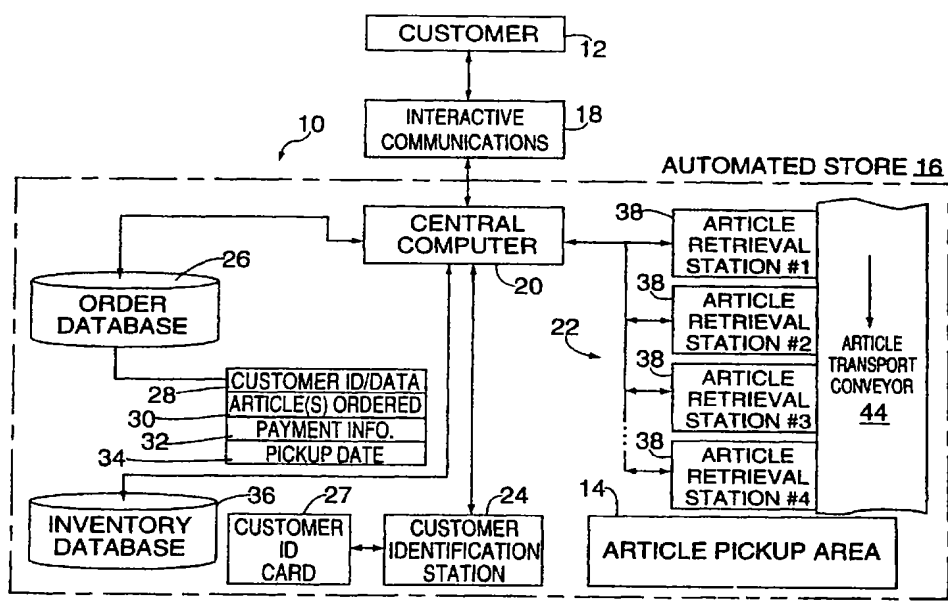 CUSTOMER
12
INTERACTIVE
COMMUNICATIONS
18
10
AUTOMATED STORE 16
CENTRAL
COMPUTER
20
26
ORDER
DATABASE
38
ARTICLE
RETRIEVAL
STATION #1
38
ARTICLE
RETRIEVAL
STATION #2
22
38
ARTICLE
RETRIEVAL
STATION #3
38
ARTICLE
RETRIEVAL
STATION #4
ARTICLE
TRANSPORT
CONVEYOR
44
28
CUSTOMER ID/DATA
30
ARTICLE(S) ORDERED
32
PAYMENT INFO.
34
PICKUP DATE
36
INVENTORY
DATABASE
27
CUSTOMER
ID
CARD
24
CUSTOMER
IDENTIFICATION
STATION
14
ARTICLE PICKUP AREA